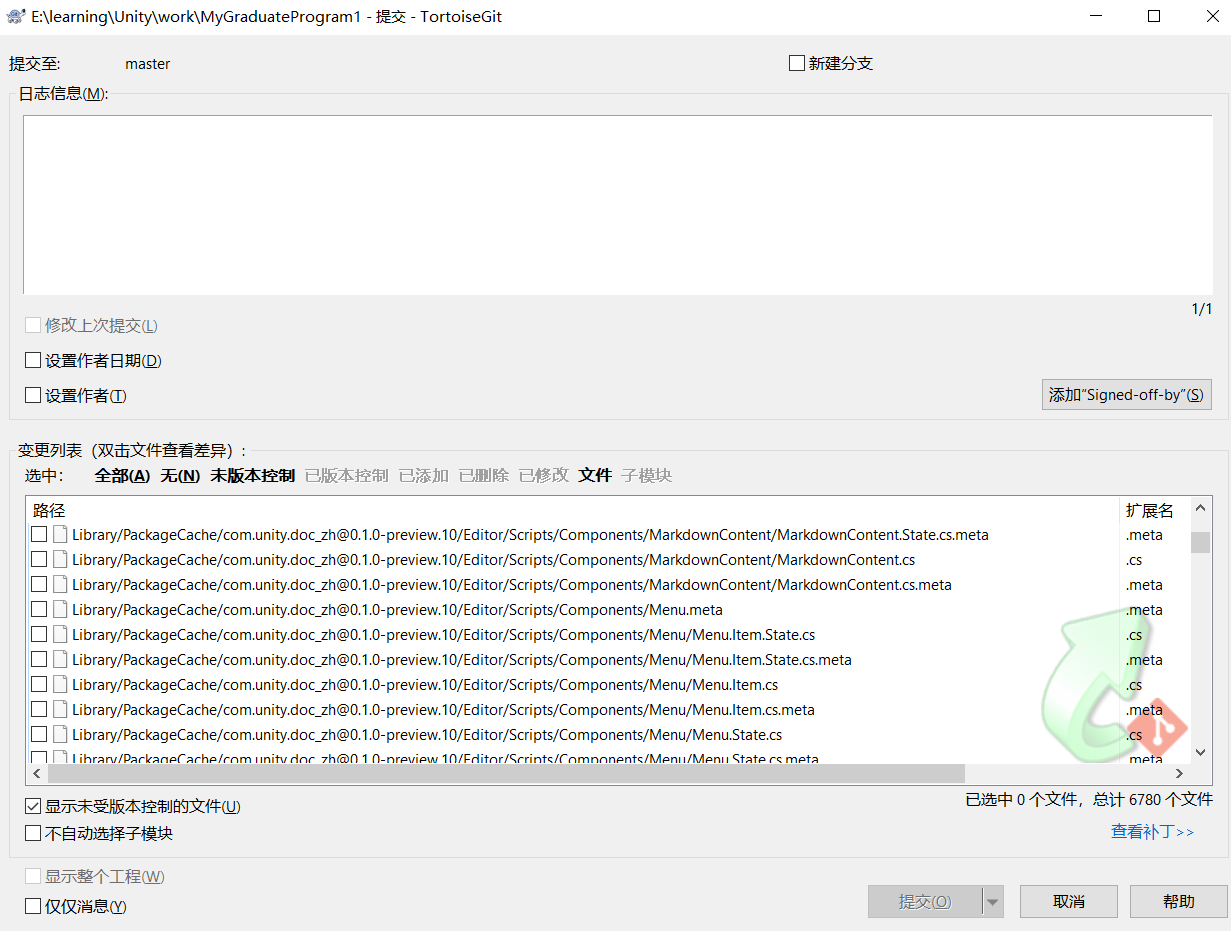 E:\learning\Unity\work\MyGraduateProgram1 - 提交 - TortoiseGit
提交至: master 新建分支
日志信息(M):
1/1
修改上次提交(L)
设置作者日期(D)
设置作者(T) 添加“Signed-off-by”(S)
变更列表（双击文件查看差异）:
选中: 全部(A) 无(N) 未版本控制 已版本控制 已添加 已删除 已修改 文件 子模块
路径 扩展名
Library/PackageCache/com.unity.doc_zh@0.1.0-preview.10/Editor/Scripts/Components/MarkdownContent/MarkdownContent.State.cs.meta .meta
Library/PackageCache/com.unity.doc_zh@0.1.0-preview.10/Editor/Scripts/Components/MarkdownContent/MarkdownContent.cs .cs
Library/PackageCache/com.unity.doc_zh@0.1.0-preview.10/Editor/Scripts/Components/MarkdownContent/MarkdownContent.cs.meta .meta
Library/PackageCache/com.unity.doc_zh@0.1.0-preview.10/Editor/Scripts/Components/Menu.meta .meta
Library/PackageCache/com.unity.doc_zh@0.1.0-preview.10/Editor/Scripts/Components/Menu/Menu.Item.State.cs .cs
Library/PackageCache/com.unity.doc_zh@0.1.0-preview.10/Editor/Scripts/Components/Menu/Menu.Item.State.cs.meta .meta
Library/PackageCache/com.unity.doc_zh@0.1.0-preview.10/Editor/Scripts/Components/Menu/Menu.Item.cs .cs
Library/PackageCache/com.unity.doc_zh@0.1.0-preview.10/Editor/Scripts/Components/Menu/Menu.Item.cs.meta .meta
Library/PackageCache/com.unity.doc_zh@0.1.0-preview.10/Editor/Scripts/Components/Menu/Menu.State.cs .cs
Library/PackageCache/com.unity.doc_zh@0.1.0-preview.10/Editor/Scripts/Components/Menu/Menu.State.cs.meta .meta
显示未受版本控制的文件(U) 已选中 0 个文件，总计 6780 个文件
不自动选择子模块 查看补丁>>
显示整个工程(W)
仅仅消息(Y) 提交(O) 取消 帮助